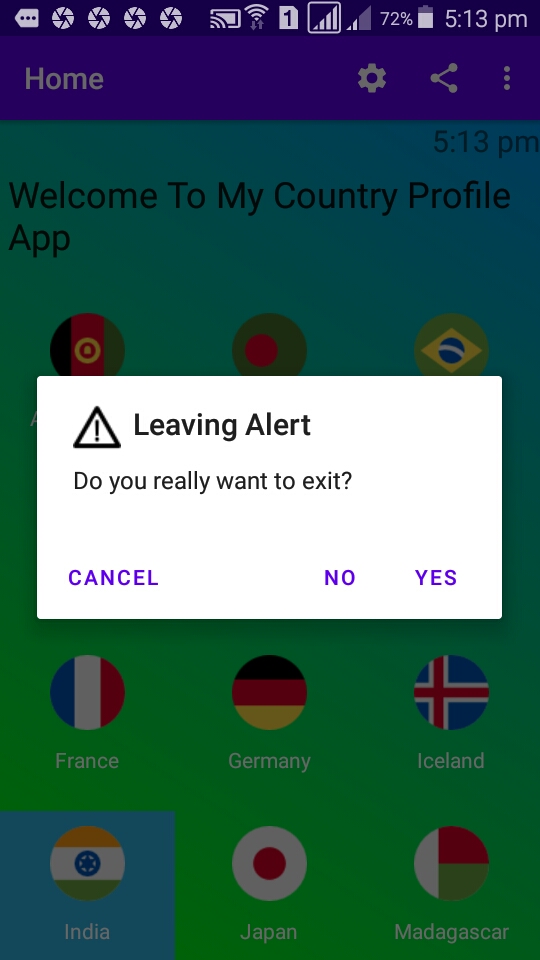 1 72% 5:13 pm
Home
5:13 pm
Welcome To My Country Profile
App
Leaving Alert
Do you really want to exit?
CANCEL NO YES
France Germany Iceland
India Japan Madagascar